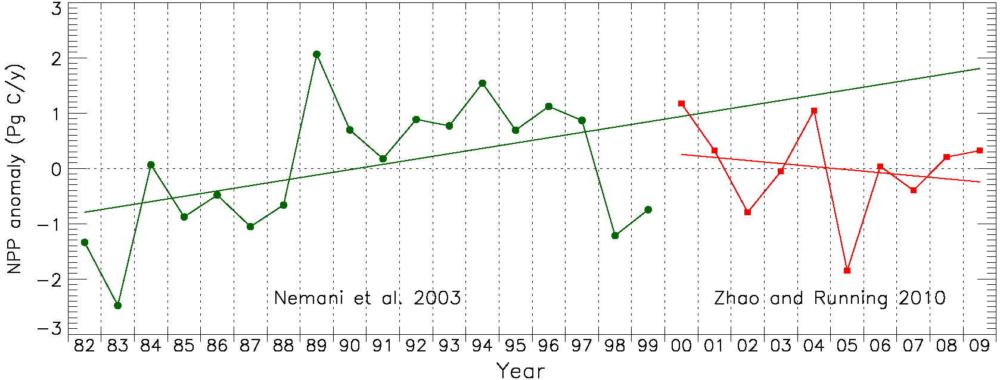 3
2
1
0
−1
−2
−3
NPP anomaly (Pg C/y)
Nemani et al. 2003
Zhao and Running 2010
82 83 84 85 86 87 88 89 90 91 92 93 94 95 96 97 98 99 00 01 02 03 04 05 06 07 08 09
Year